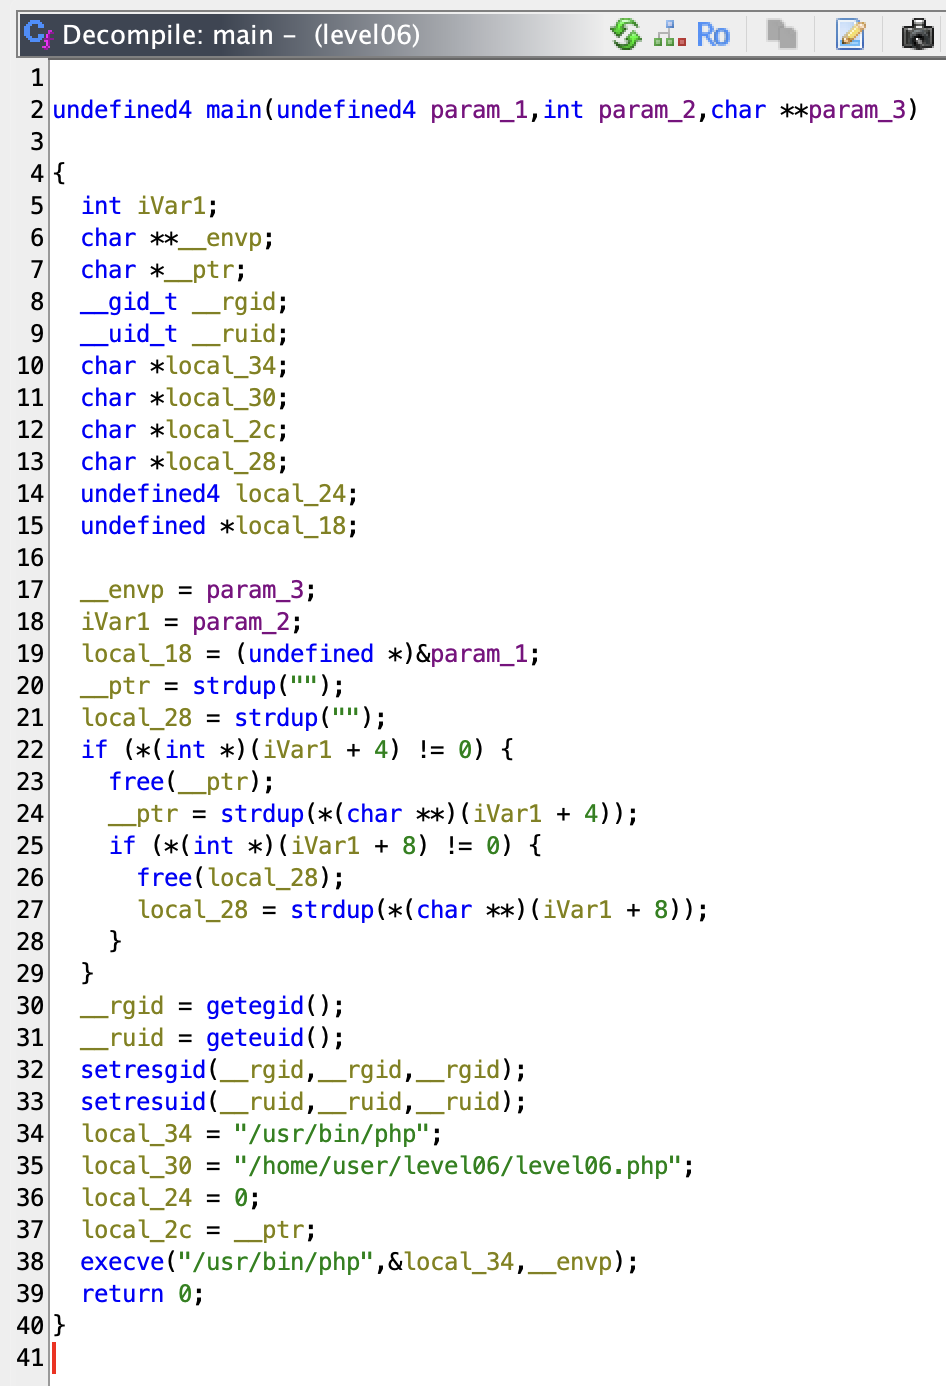 Decompile: main - (level06)
Ro
1
2 undefined4 main(undefined4 param_1,int param_2,char **param_3)
3
4 {
5   int iVar1;
6   char **__envp;
7   char *__ptr;
8   __gid_t __rgid;
9   __uid_t __ruid;
10   char *local_34;
11   char *local_30;
12   char *local_2c;
13   char *local_28;
14   undefined4 local_24;
15   undefined *local_18;
16
17   __envp = param_3;
18   iVar1 = param_2;
19   local_18 = (undefined *)&param_1;
20   __ptr = strdup("");
21   local_28 = strdup("");
22   if (*(int *)(iVar1 + 4) != 0) {
23     free(__ptr);
24     __ptr = strdup(*(char **)(iVar1 + 4));
25     if (*(int *)(iVar1 + 8) != 0) {
26       free(local_28);
27       local_28 = strdup(*(char **)(iVar1 + 8));
28     }
29   }
30   __rgid = getegid();
31   __ruid = geteuid();
32   setresgid(__rgid,__rgid,__rgid);
33   setresuid(__ruid,__ruid,__ruid);
34   local_34 = "/usr/bin/php";
35   local_30 = "/home/user/level06/level06.php";
36   local_24 = 0;
37   local_2c = __ptr;
38   execve("/usr/bin/php",&local_34,__envp);
39   return 0;
40 }
41